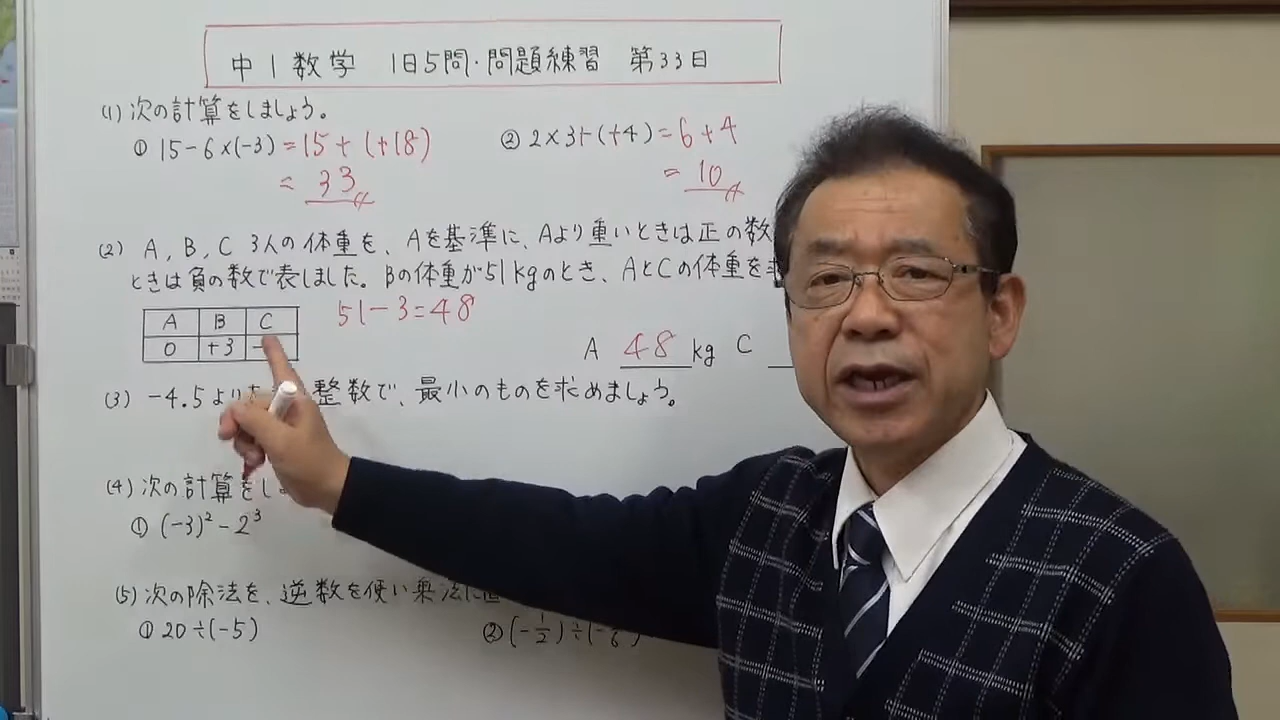 中1数学 1日5問・問題練習 第33日
(1) 次の計算をしましょう。
① 15-6×(-3) = 15+(+18)
= 33
② 2×3+(+4) = 6+4
= 10
(2) A, B, C 3人の体重を、Aを基準に、Aより重いときは正の数
ときは負の数で表しました。Bの体重が51kgのとき、AとCの体重を
A B C
0 +3 -
51-3=48
A 48 kg C
(3) -4.5より 整数で、最小のものを求めましょう。
(4) 次の計算をし
① (-3)²-2³
(5) 次の除法を、逆数を使い乗法に
① 20÷(-5)
② (-1/2)÷(-